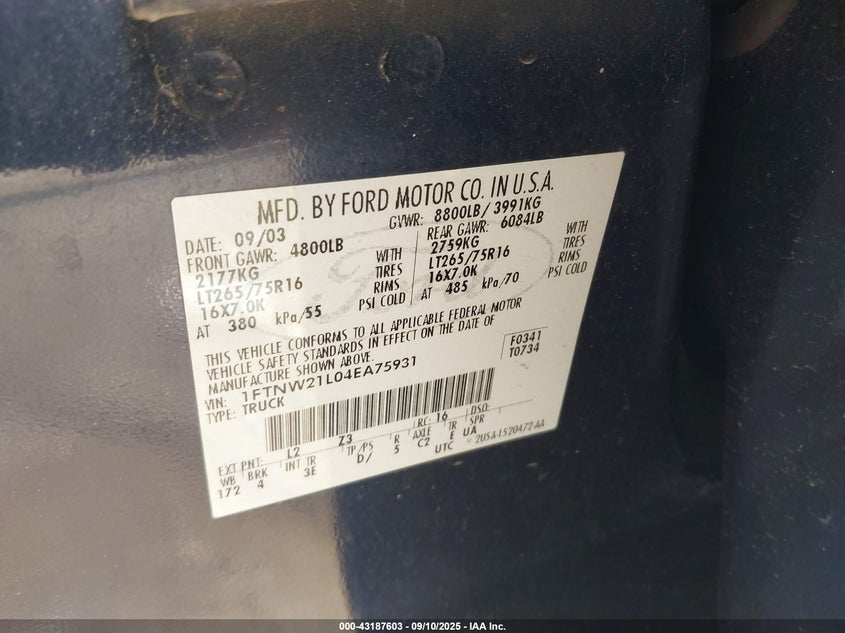 MFD. BY FORD MOTOR CO. IN U.S.A.
DATE: 09/03 GVWR: 8800LB/3991KG
FRONT GAWR: 4800LB REAR GAWR: 6084LB
2177KG WITH 2759KG WITH
LT265/75R16 TIRES LT265/75R16 TIRES
16X7.0K RIMS 16X7.0K RIMS
AT 380 kPa/55 PSI COLD AT 485 kPa/70 PSI COLD
THIS VEHICLE CONFORMS TO ALL APPLICABLE FEDERAL MOTOR
VEHICLE SAFETY STANDARDS IN EFFECT ON THE DATE OF
MANUFACTURE SHOWN ABOVE.
F0341
T0734
VIN: 1FTNW21L04EA75931
TYPE: TRUCK
EXT PNT: L2 Z3 RC: 16 DSO:
WB BRK INT TR TP/PS R AXLE TR SPR
172 4 3E D/ 5 C2 E UA
UTC ▽ 2U5A-1520472-AA
Ford
000-43187603 - 09/10/2025 - IAA Inc.